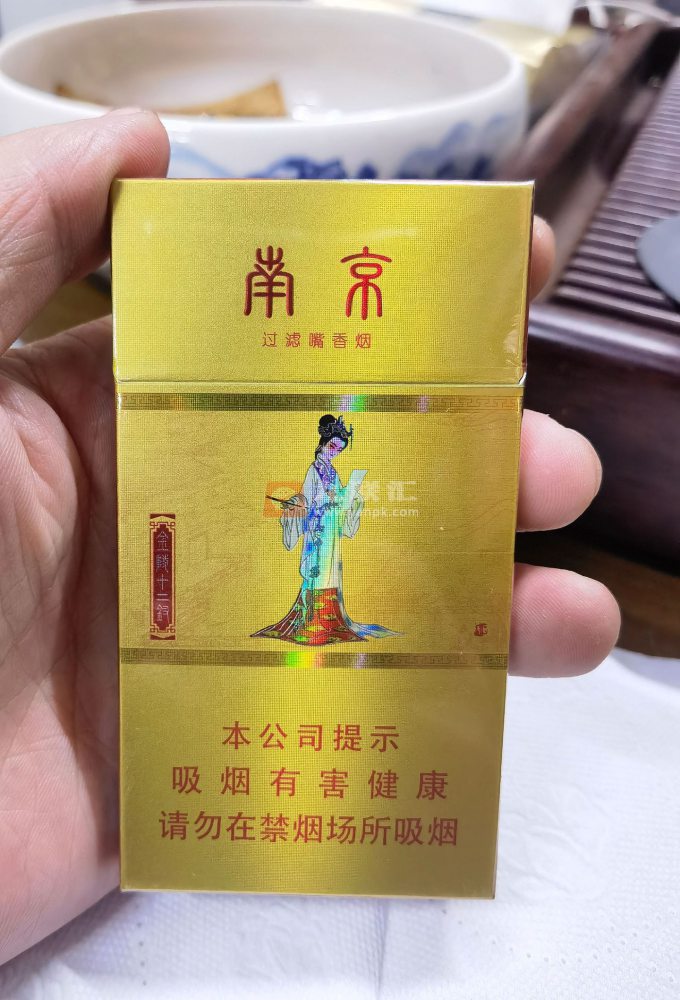 南京
过滤嘴香烟
金陵十二钗
本公司提示
吸烟有害健康
请勿在禁烟场所吸烟